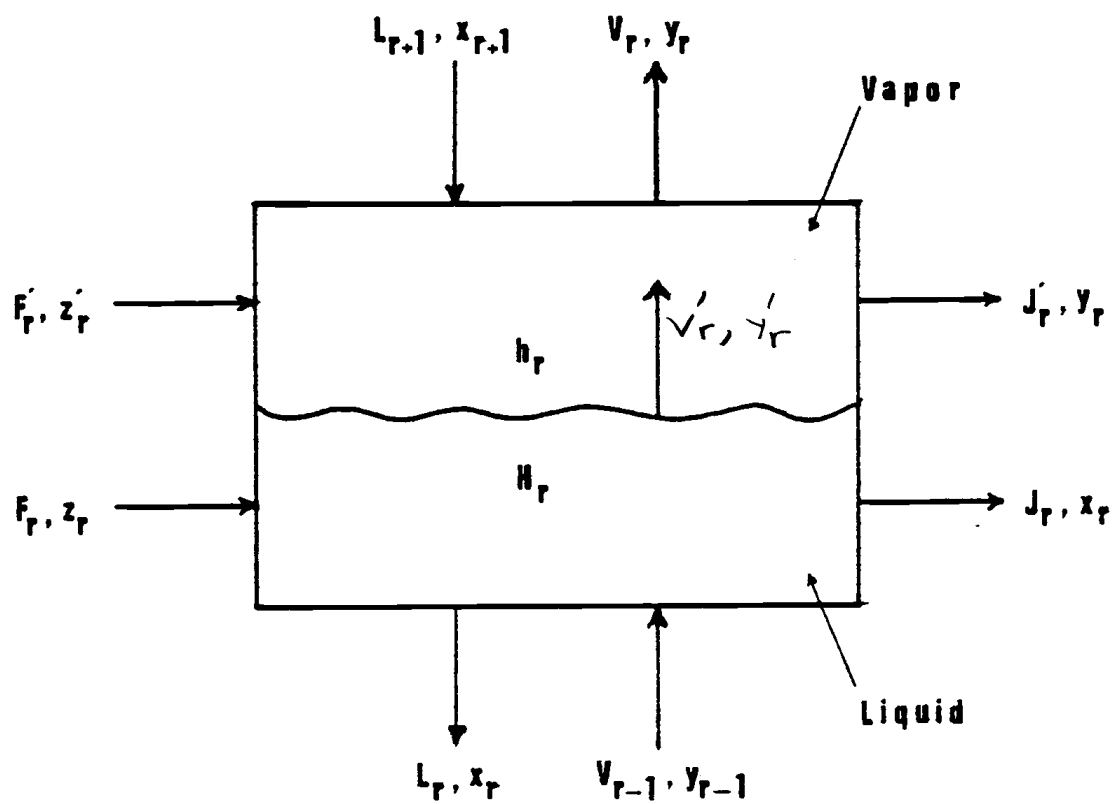 L_{r+1}, x_{r+1}
V_r, y_r
Vapor
F'_r, z'_r
V'_r, y'_r
J'_r, y_r
h_r
H_r
F_r, z_r
J_r, x_r
Liquid
L_r, x_r
V_{r-1}, y_{r-1}